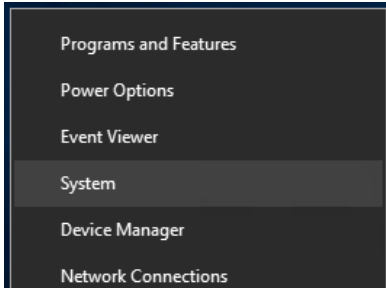 Programs and Features
Power Options
Event Viewer
System
Device Manager
Network Connections